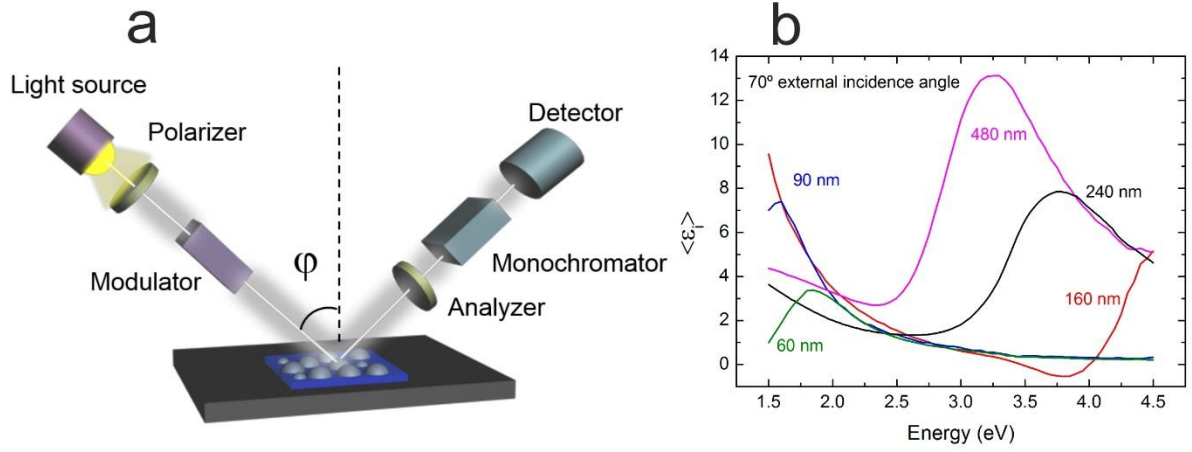 a
Light source
Polarizer
Modulator
φ
Detector
Monochromator
Analyzer
b
70º external incidence angle
480 nm
90 nm
240 nm
160 nm
60 nm
<εi>
14
12
10
8
6
4
2
0
1.5 2.0 2.5 3.0 3.5 4.0 4.5
Energy (eV)